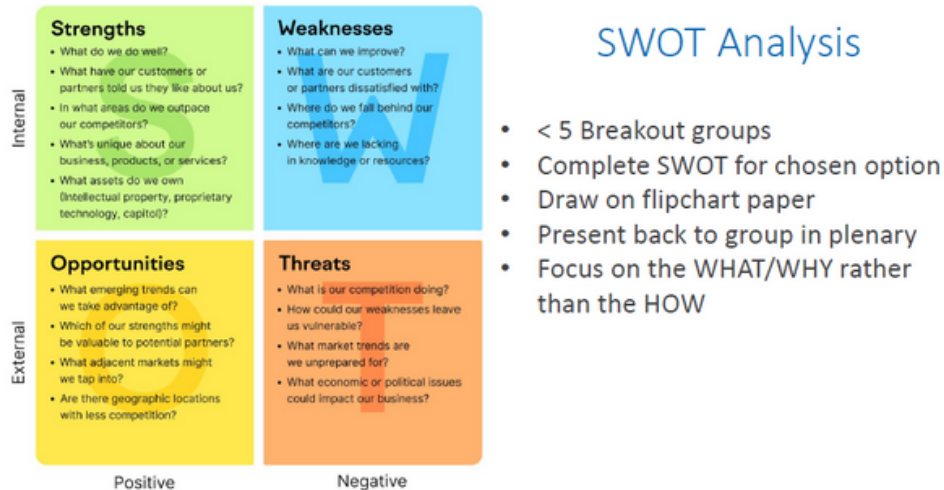 Strengths
• What do we do well?
• What have our customers or
partners told us they like about us?
• In what areas do we outpace
our competitors?
• What's unique about our
business, products, or services?
• What assets do we own
(Intellectual property, proprietary
technology, capitol)?
S
Weaknesses
• What can we improve?
• What are our customers
or partners dissatisfied with?
• Where do we fall behind our
competitors?
• Where are we lacking
in knowledge or resources?
W
Internal
Opportunities
• What emerging trends can
we take advantage of?
• Which of our strengths might
be valuable to potential partners?
• What adjacent markets might
we tap into?
• Are there geographic locations
with less competition?
O
Threats
• What is our competition doing?
• How could our weaknesses leave
us vulnerable?
• What market trends are
we unprepared for?
• What economic or political issues
could impact our business?
T
External
Positive
Negative
SWOT Analysis
• < 5 Breakout groups
• Complete SWOT for chosen option
• Draw on flipchart paper
• Present back to group in plenary
• Focus on the WHAT/WHY rather
than the HOW